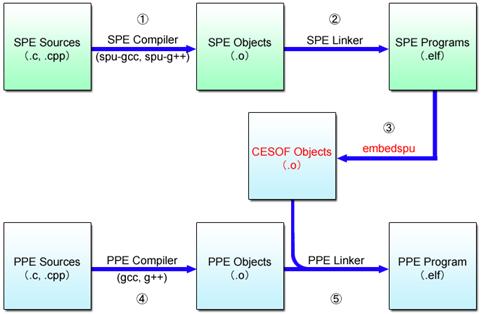 ①
②
SPE Sources
(.c, .cpp)
SPE Compiler
(spu-gcc, spu-g++)
SPE Objects
(.o)
SPE Linker
SPE Programs
(.elf)
③
embedspu
CESOF Objects
(.o)
PPE Sources
(.c, .cpp)
PPE Compiler
(gcc, g++)
PPE Objects
(.o)
PPE Linker
PPE Program
(.elf)
④
⑤